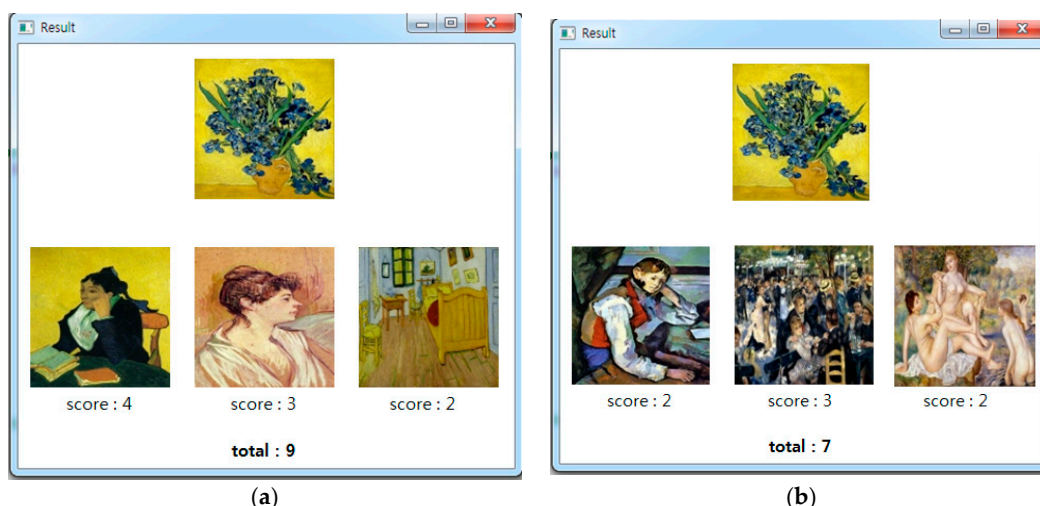 Result
score : 4
score : 3
score : 2
total : 9
(a)
Result
score : 2
score : 3
score : 2
total : 7
(b)